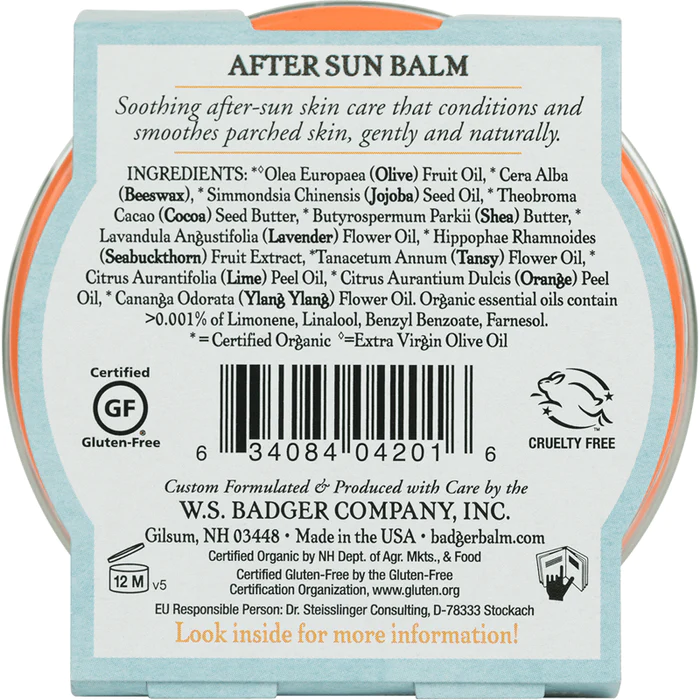 AFTER SUN BALM
Soothing after-sun skin care that conditions and
smoothes parched skin, gently and naturally.
INGREDIENTS: *◊Olea Europaea (Olive) Fruit Oil, * Cera Alba
(Beeswax), * Simmondsia Chinensis (Jojoba) Seed Oil, * Theobroma
Cacao (Cocoa) Seed Butter, * Butyrospermum Parkii (Shea) Butter, *
Lavandula Angustifolia (Lavender) Flower Oil, * Hippophae Rhamnoides
(Seabuckthorn) Fruit Extract, *Tanacetum Annum (Tansy) Flower Oil, *
Citrus Aurantifolia (Lime) Peel Oil, * Citrus Aurantium Dulcis (Orange) Peel
Oil, * Cananga Odorata (Ylang Ylang) Flower Oil. Organic essential oils contain
>0.001% of Limonene, Linalool, Benzyl Benzoate, Farnesol.
* = Certified Organic ◊=Extra Virgin Olive Oil
Certified
GF®
Gluten-Free
6 34084 04201 6
™
CRUELTY FREE
Custom Formulated & Produced with Care by the
W.S. BADGER COMPANY, INC.
Gilsum, NH 03448 • Made in the USA • badgerbalm.com
Certified Organic by NH Dept. of Agr. Mkts., & Food
Certified Gluten-Free by the Gluten-Free
Certification Organization, www.gluten.org
12 M v5
EU Responsible Person: Dr. Steisslinger Consulting, D-78333 Stockach
Look inside for more information!